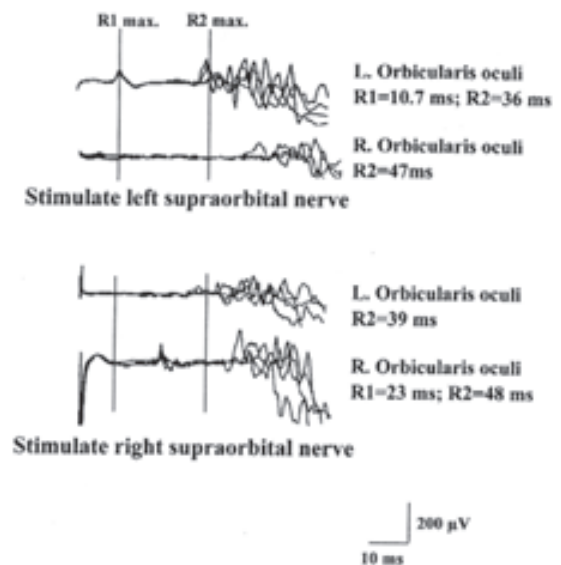 R1 max. R2 max.
L. Orbicularis oculi
R1=10.7 ms; R2=36 ms
R. Orbicularis oculi
R2=47ms
Stimulate left supraorbital nerve
L. Orbicularis oculi
R2=39 ms
R. Orbicularis oculi
R1=23 ms; R2=48 ms
Stimulate right supraorbital nerve
200 μV
10 ms